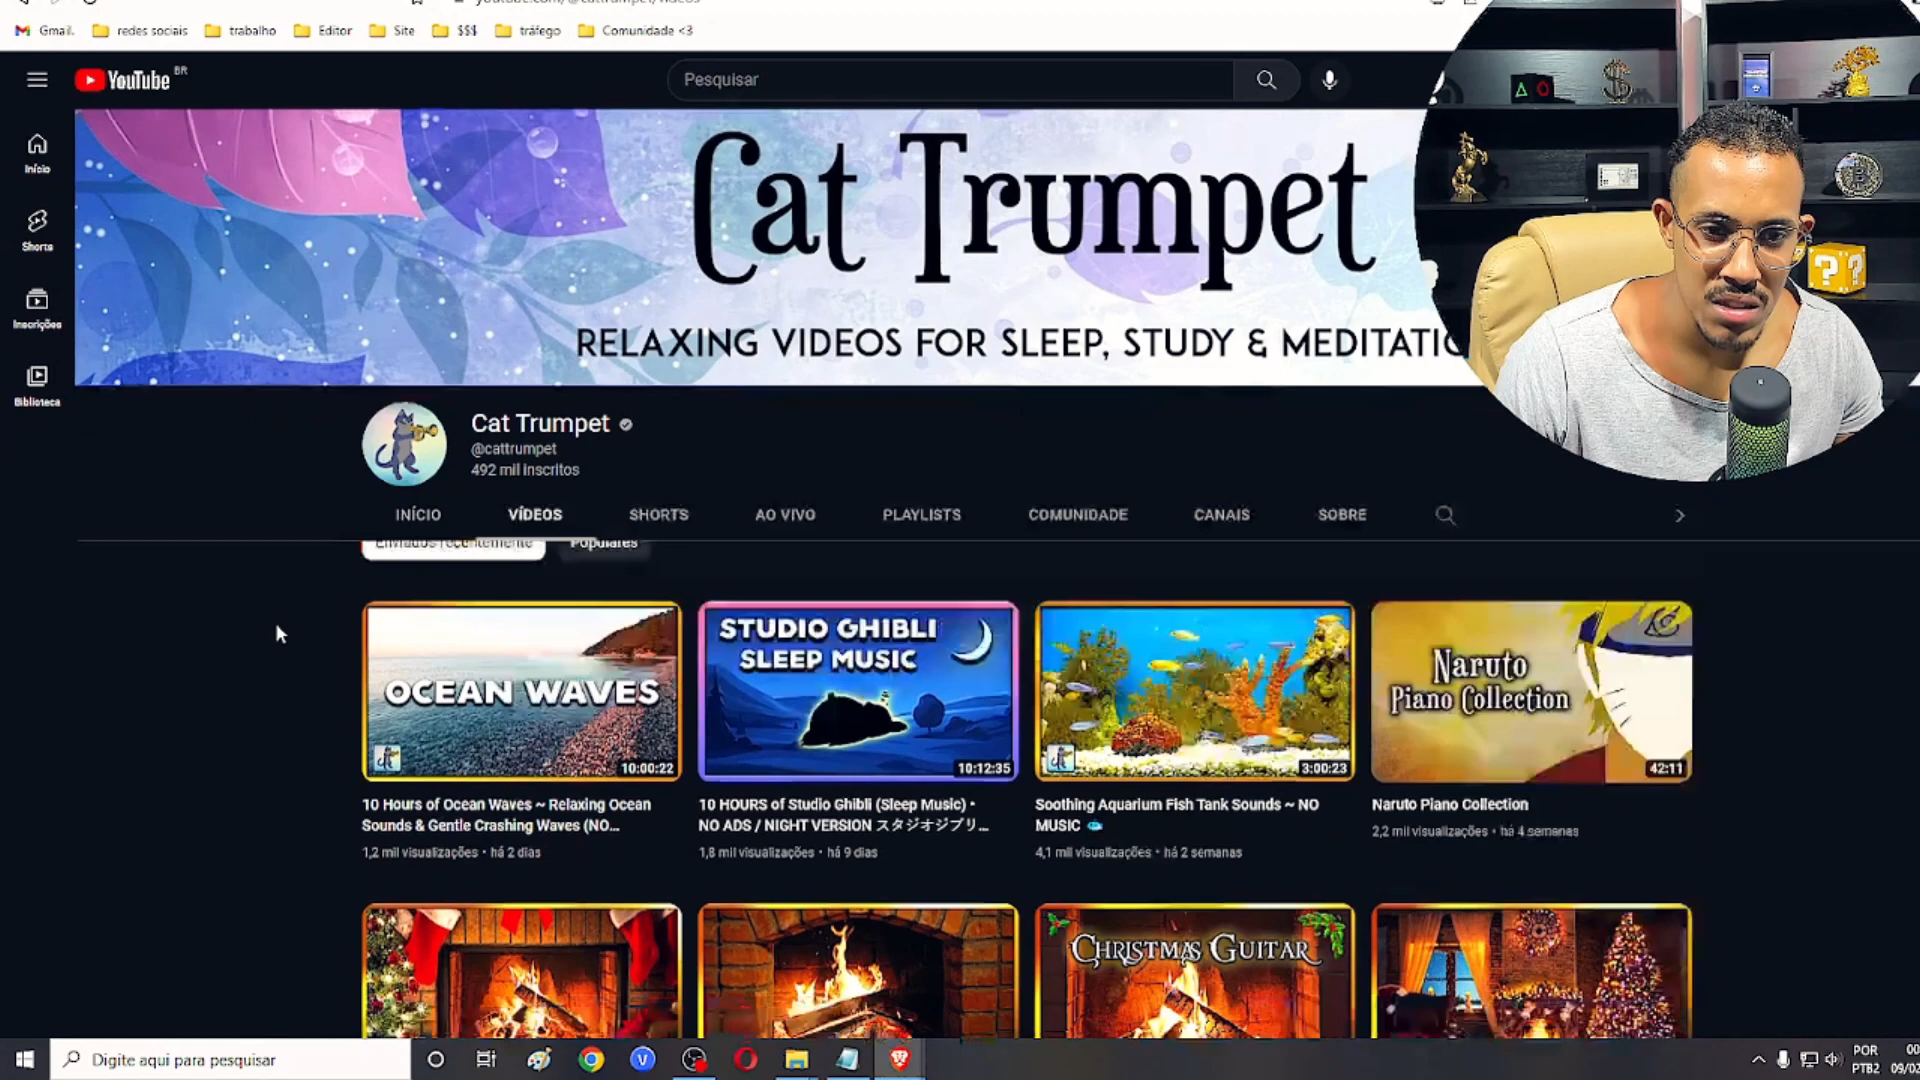 Gmail
redes sociais
trabalho
Editor
Site
$$$
tráfego
Comunidade <3
YouTube BR
Pesquisar
Início
Shorts
Inscrições
Biblioteca
Cat Trumpet
RELAXING VIDEOS FOR SLEEP, STUDY & MEDITATIO
Cat Trumpet
@cattrumpet
492 mil inscritos
INÍCIO
VÍDEOS
SHORTS
AO VIVO
PLAYLISTS
COMUNIDADE
CANAIS
SOBRE
Enviados recentemente
Populares
OCEAN WAVES
10:00:22
STUDIO GHIBLI
SLEEP MUSIC
10:12:35
3:00:23
Naruto
Piano Collection
42:11
10 Hours of Ocean Waves ~ Relaxing Ocean
Sounds & Gentle Crashing Waves (NO...
1,2 mil visualizações • há 2 dias
10 HOURS of Studio Ghibli (Sleep Music) •
NO ADS / NIGHT VERSION スタジオジブリ...
1,8 mil visualizações • há 9 dias
Soothing Aquarium Fish Tank Sounds ~ NO
MUSIC
4,1 mil visualizações • há 2 semanas
Naruto Piano Collection
2,2 mil visualizações • há 4 semanas
CHRISTMAS GUITAR
Digite aqui para pesquisar
POR
PTB2
00
09/02